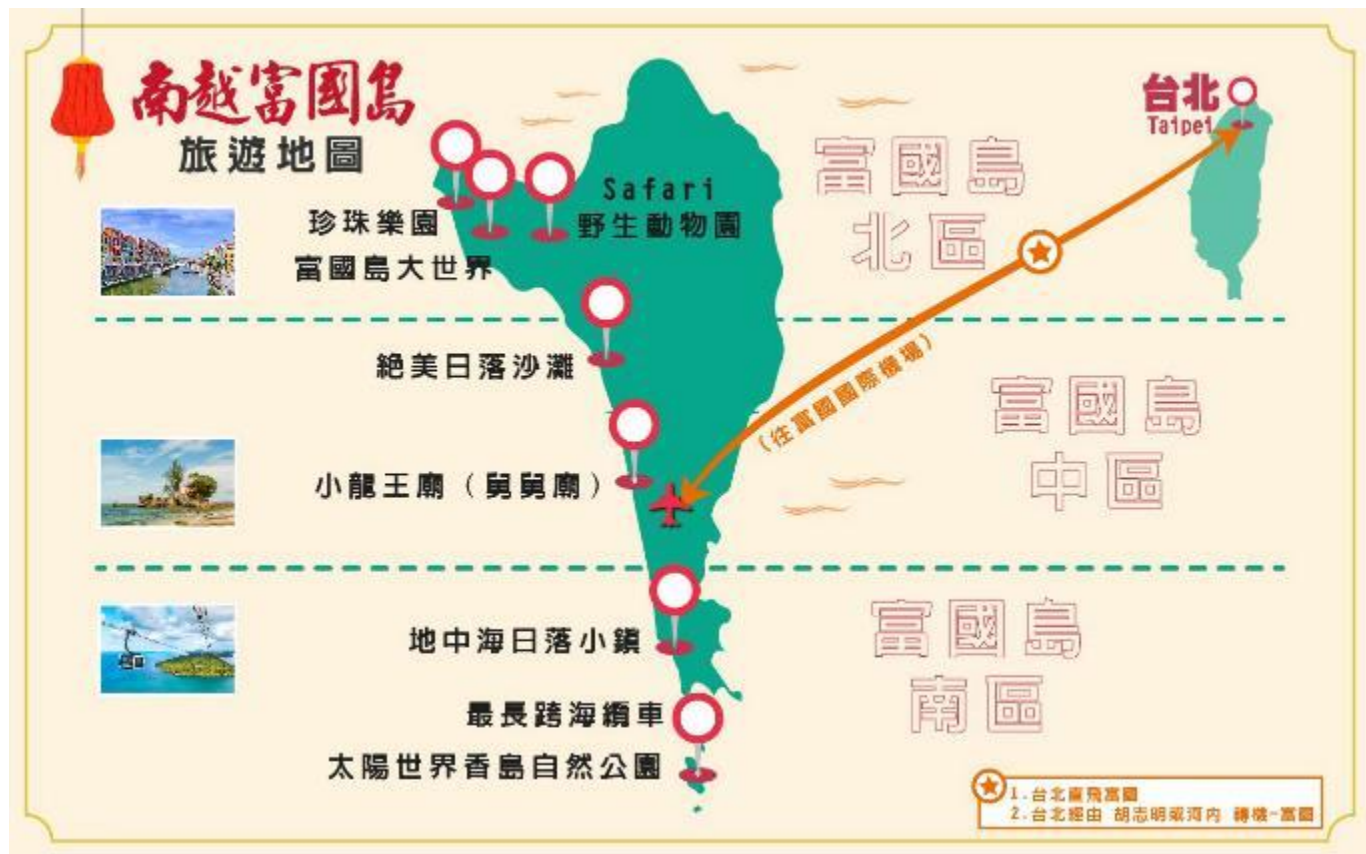 南越富國島
旅遊地圖
台北
Taipei
富國島
北區
Safari
野生動物園
珍珠樂園
富國島大世界
絕美日落沙灘
(往富國國際機場)
富國島
中區
小龍王廟（舅舅廟）
富國島
南區
地中海日落小鎮
最長跨海纜車
太陽世界香島自然公園
1.台北直飛富國
2.台北經由 胡志明或河內 轉機-富國